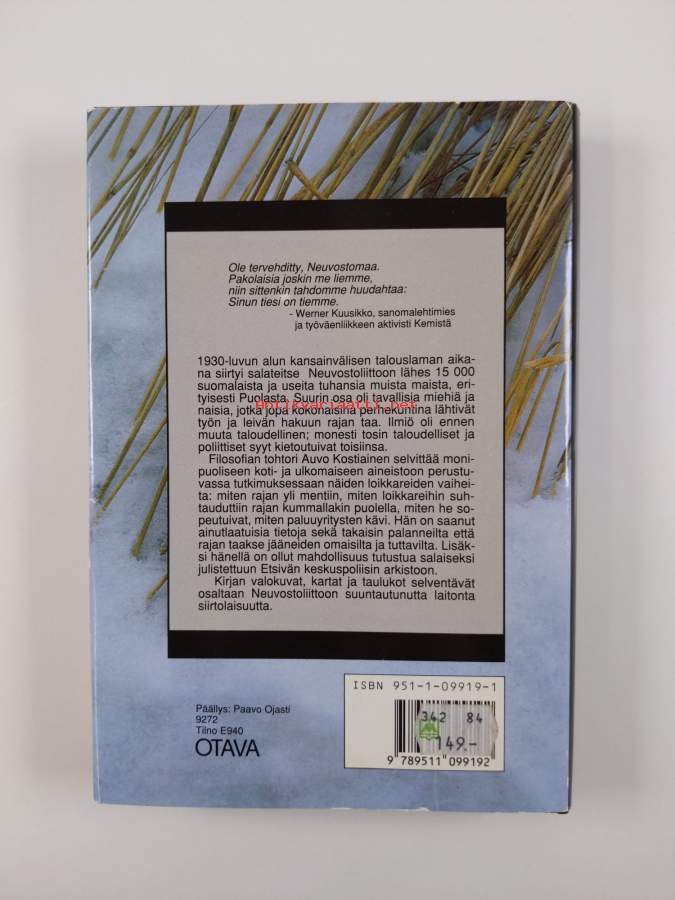 Ole tervehditty, Neuvostomaa.
Pakolaisia joskin me liemme,
niin sittenkin tahdomme huudahtaa:
Sinun tiesi on tiemme.
- Werner Kuusikko, sanomalehtimies
ja työväenliikkeen aktivisti Kemistä
1930-luvun alun kansainvälisen talouslaman aika-
na siirtyi salateitse Neuvostoliittoon lähes 15 000
suomalaista ja useita tuhansia muista maista, eri-
tyisesti Puolasta. Suurin osa oli tavallisia miehiä ja
naisia, jotka jopa kokonaisina perhekuntina lähtivät
Antikvariaatti.net
työn ja leivän hakuun rajan taa. Ilmiö oli ennen
muuta taloudellinen; monesti tosin taloudelliset ja
poliittiset syyt kietoutuivat toisiinsa.
Filosofian tohtori Auvo Kostiainen selvittää moni-
puoliseen koti- ja ulkomaiseen aineistoon perustu-
vassa tutkimuksessaan näiden loikkareiden vaihei-
ta: miten rajan yli mentiin, miten loikkareihin suh-
tauduttiin rajan kummallakin puolella, miten he so-
peutuivat, miten paluuyritysten kävi. Hän on saanut
ainutlaatuisia tietoja sekä takaisin palanneilta että
rajan taakse jääneiden omaisilta ja tuttavilta. Lisäk-
si hänellä on ollut mahdollisuus tutustua salaiseksi
julistettuun Etsivän keskuspoliisin arkistoon.
Kirjan valokuvat, kartat ja taulukot selventävät
osaltaan Neuvostoliittoon suuntautunutta laitonta
siirtolaisuutta.
Päällys: Paavo Ojasti
9272
Tilno E940
OTAVA
ISBN 951-1-09919-1
342 84
149.-
9 789511 099192